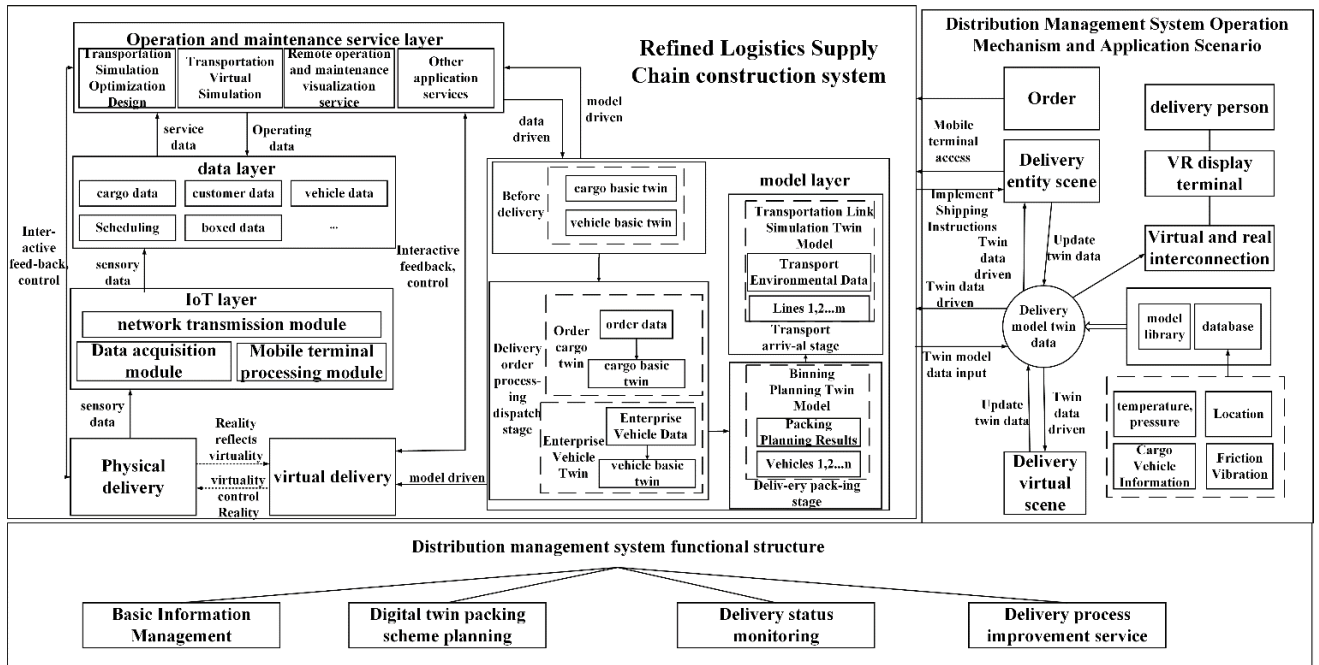 Operation and maintenance service layer
Transportation
Simulation
Optimization
Design
Transportation
Virtual
Simulation
Remote operation
and maintenance
visualization
service
Other
application
services
Refined Logistics Supply
Chain construction system
service
data
Operating
data
data
driven
model
driven
data layer
cargo data
customer data
vehicle data
Scheduling
boxed data
...
Inter-
active
feed-back,
control
sensory
data
Interactive
feedback,
control
IoT layer
network transmission module
Data acquisition
module
Mobile terminal
processing module
sensory
data
Physical
delivery
Reality
reflects
virtuality
virtuality
control
Reality
virtual delivery
model driven
Before
delivery
cargo basic twin
vehicle basic twin
Delivery
order
process-
ing
dispatch
stage
Order
cargo
twin
order data
cargo basic
twin
Enterprise
Vehicle
Twin
Enterprise
Vehicle Data
vehicle basic
twin
model layer
Transportation Link
Simulation Twin
Model
Transport
Environmental Data
Lines 1,2...m
Transport
arriv-al stage
Binning
Planning Twin
Model
Packing
Planning Results
Vehicles 1,2...n
Deliv-ery pack-ing
stage
Distribution Management System Operation
Mechanism and Application Scenario
Order
Mobile
terminal
access
Delivery
entity scene
Implement
Shipping
Instructions
Twin
data
driven
Update
twin data
Twin data
driven
Twin model
data input
Delivery
model twin
data
Update
twin data
Twin
data
driven
Delivery
virtual
scene
delivery person
VR display
terminal
Virtual and real
interconnection
model
library
database
temperature,
pressure
Location
Cargo
Vehicle
Information
Friction
Vibration
Distribution management system functional structure
Basic Information
Management
Digital twin packing
scheme planning
Delivery status
monitoring
Delivery process
improvement service